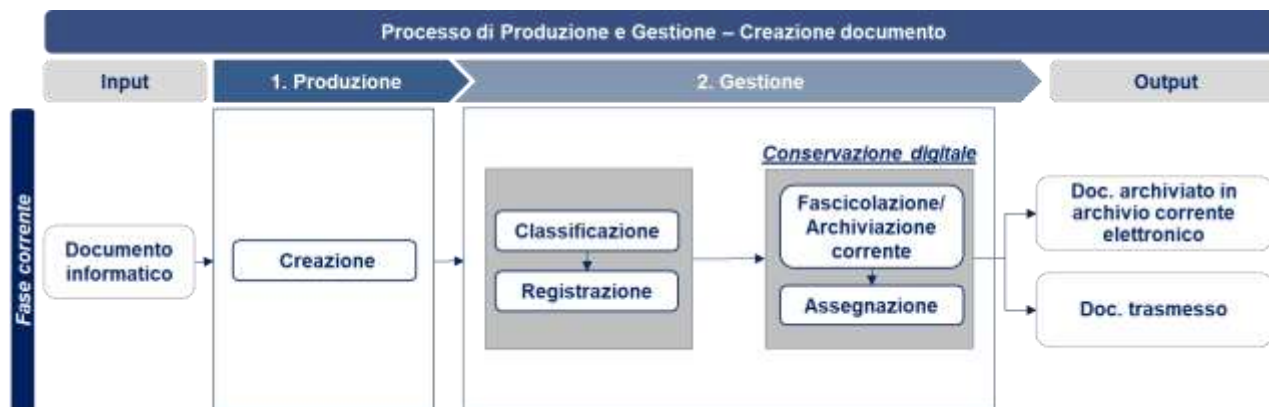 Processo di Produzione e Gestione – Creazione documento
Input
1. Produzione
2. Gestione
Output
Fase corrente
Documento
informatico
Creazione
Classificazione
Registrazione
Conservazione digitale
Fascicolazione/
Archiviazione
corrente
Assegnazione
Doc. archiviato in
archivio corrente
elettronico
Doc. trasmesso